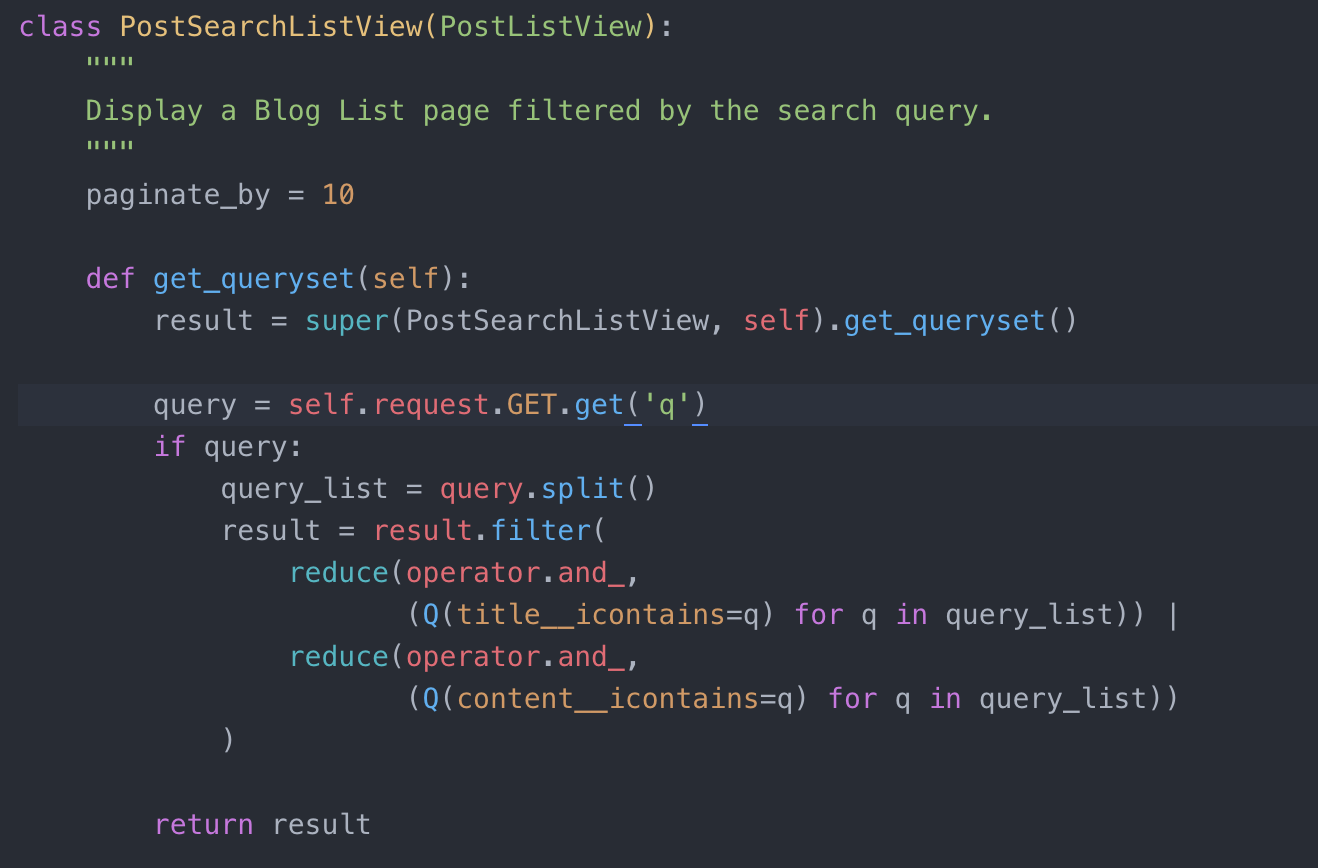 class PostSearchListView(PostListView):
    """
    Display a Blog List page filtered by the search query.
    """
    paginate_by = 10

    def get_queryset(self):
        result = super(PostSearchListView, self).get_queryset()

        query = self.request.GET.get('q')
        if query:
            query_list = query.split()
            result = result.filter(
                reduce(operator.and_,
                       (Q(title__icontains=q) for q in query_list)) |
                reduce(operator.and_,
                       (Q(content__icontains=q) for q in query_list))
            )

        return result